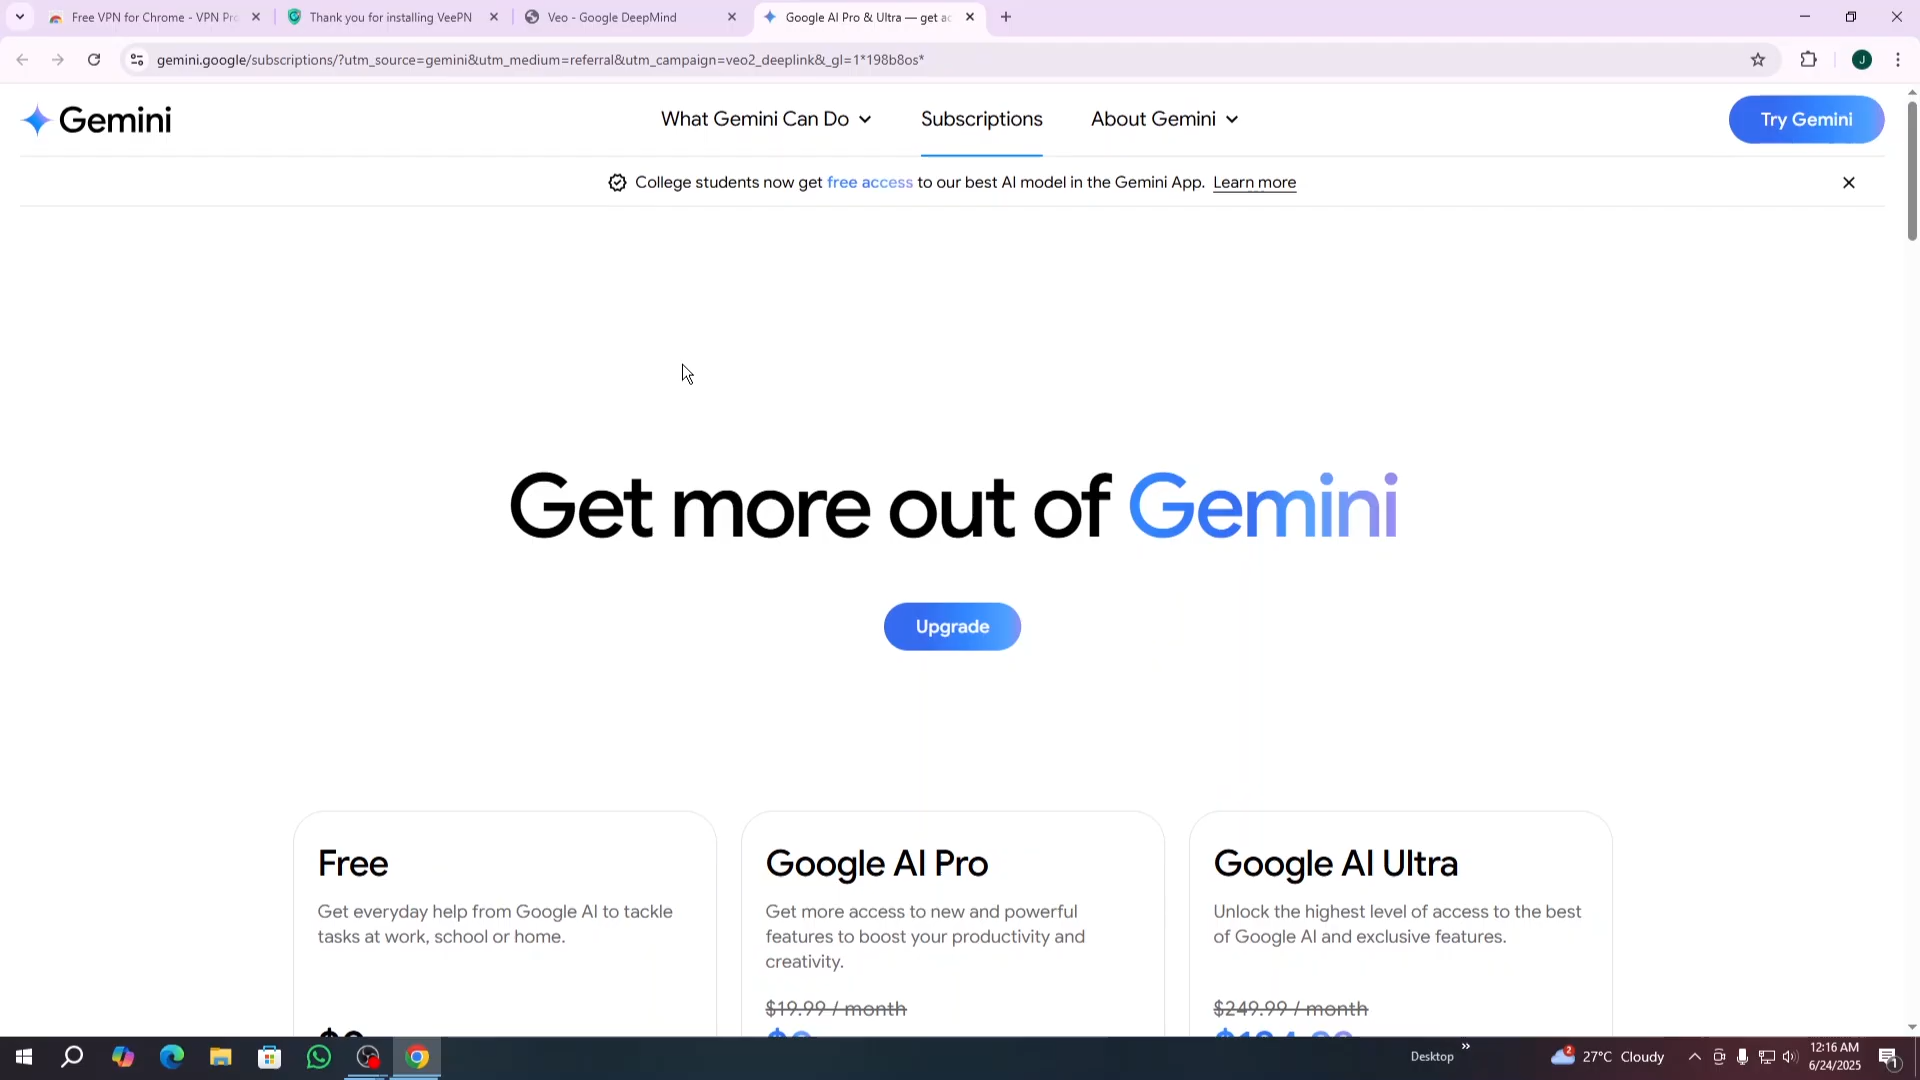 Free VPN for Chrome - VPN Pr
Thank you for installing VeePN
Veo - Google DeepMind
Google AI Pro & Ultra — get ac
gemini.google/subscriptions/?utm_source=gemini&utm_medium=referral&utm_campaign=veo2_deeplink&_gl=1*198b8os*
J
Gemini
What Gemini Can Do
Subscriptions
About Gemini
Try Gemini
College students now get free access to our best AI model in the Gemini App. Learn more
Get more out of Gemini
Upgrade
Free
Get everyday help from Google AI to tackle
tasks at work, school or home.
Google AI Pro
Get more access to new and powerful
features to boost your productivity and
creativity.
$19.99 / month
Google AI Ultra
Unlock the highest level of access to the best
of Google AI and exclusive features.
$249.99 / month
Desktop
2
27°C Cloudy
12:16 AM
6/24/2025
1